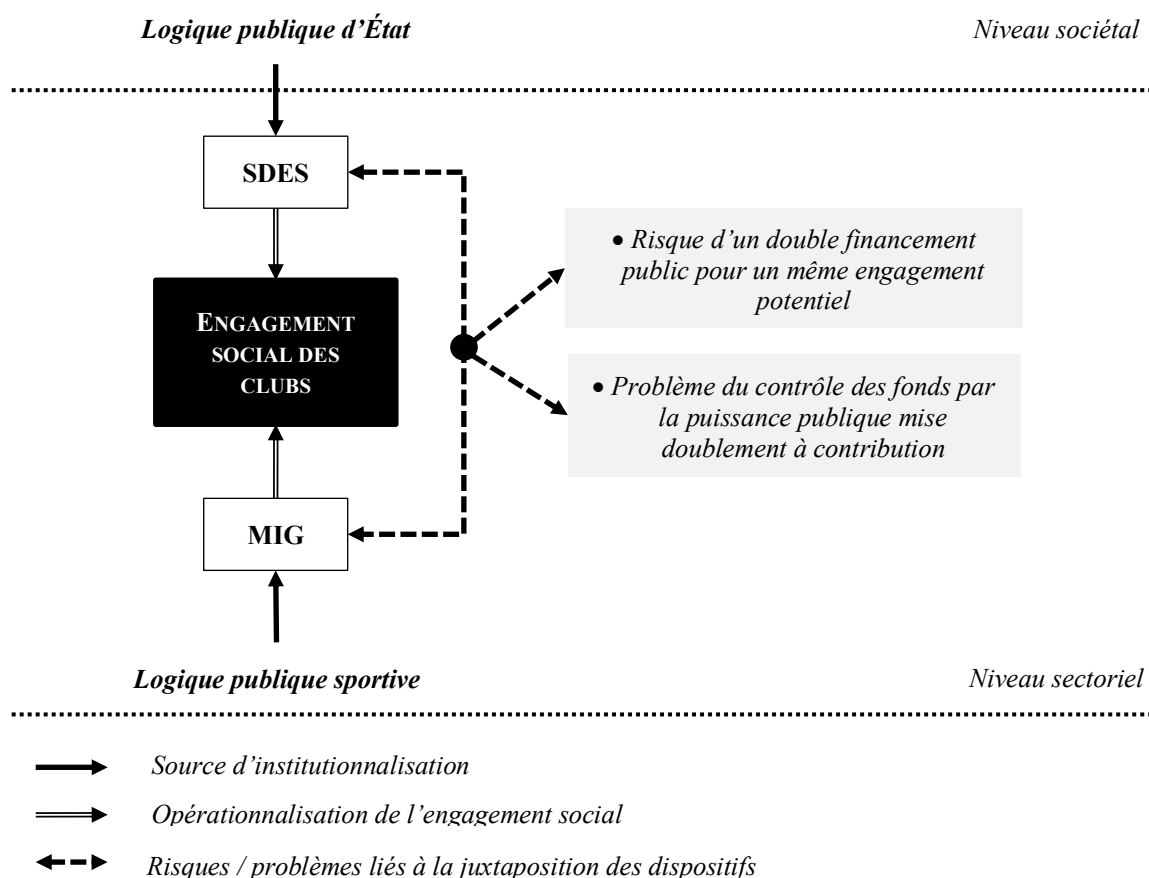 Logique publique d’État
Niveau sociétal
SDES
• Risque d’un double financement
public pour un même engagement
potentiel
ENGAGEMENT
SOCIAL DES
CLUBS
• Problème du contrôle des fonds par
la puissance publique mise
doublement à contribution
MIG
Logique publique sportive
Niveau sectoriel
Source d’institutionnalisation
Opérationnalisation de l’engagement social
Risques / problèmes liés à la juxtaposition des dispositifs